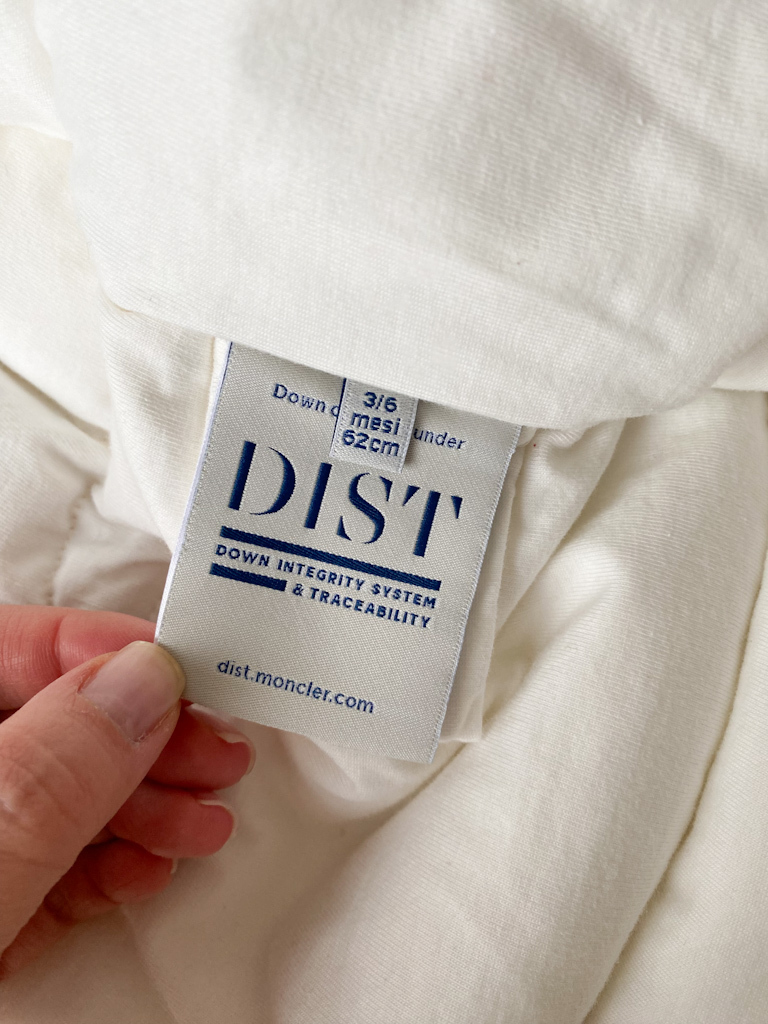 Down
under
3/6
mesi
62cm
DIST
DOWN INTEGRITY SYSTEM
& TRACEABILITY
dist.moncler.com